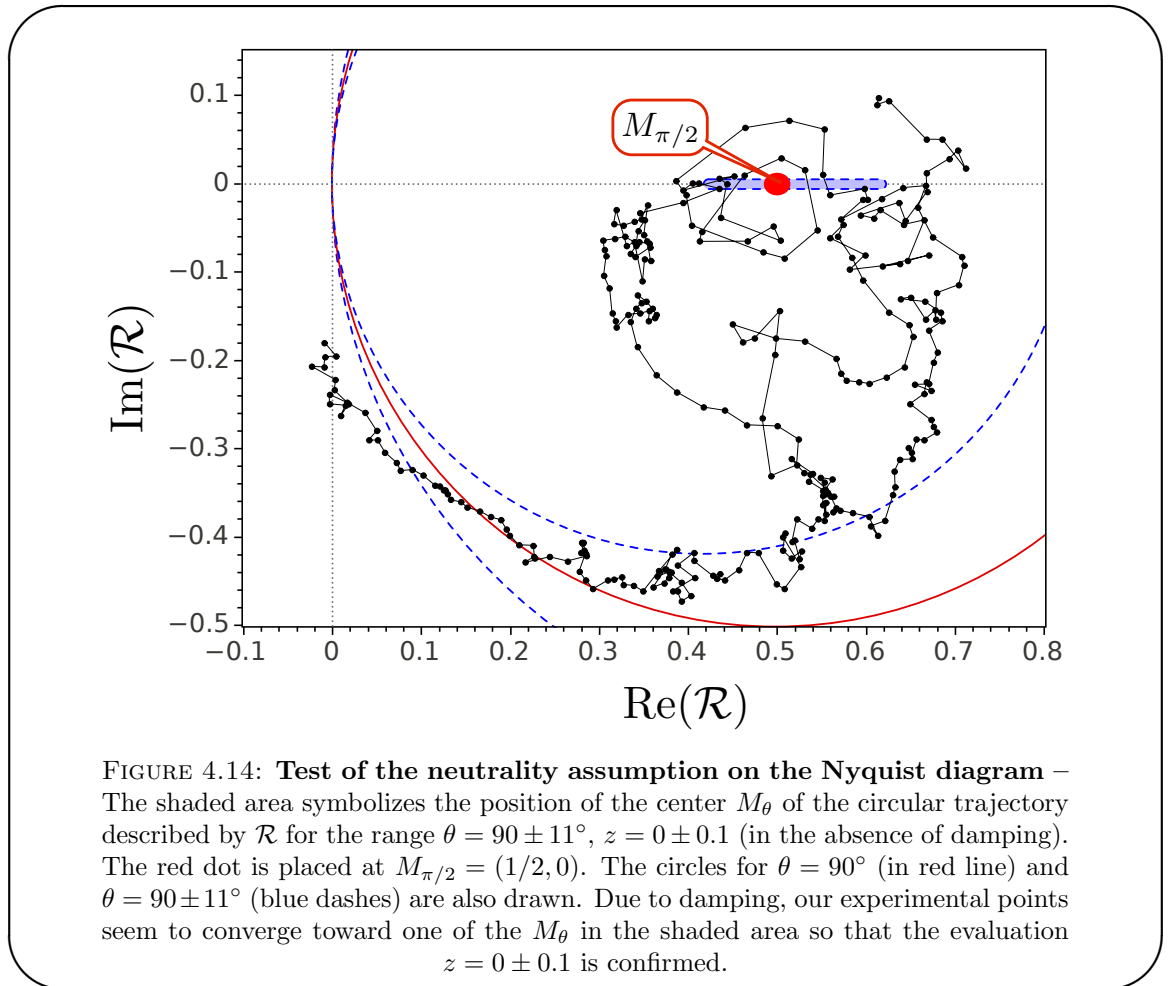 0.1
0
−0.1
−0.2
−0.3
−0.4
−0.5
Im(ℛ)
M_{π/2}
−0.1 0 0.1 0.2 0.3 0.4 0.5 0.6 0.7 0.8
Re(ℛ)
FIGURE 4.14: Test of the neutrality assumption on the Nyquist diagram –
The shaded area symbolizes the position of the center M_θ of the circular trajectory
described by ℛ for the range θ = 90 ± 11°, z = 0 ± 0.1 (in the absence of damping).
The red dot is placed at M_{π/2} = (1/2, 0). The circles for θ = 90° (in red line) and
θ = 90 ± 11° (blue dashes) are also drawn. Due to damping, our experimental points
seem to converge toward one of the M_θ in the shaded area so that the evaluation
z = 0 ± 0.1 is confirmed.